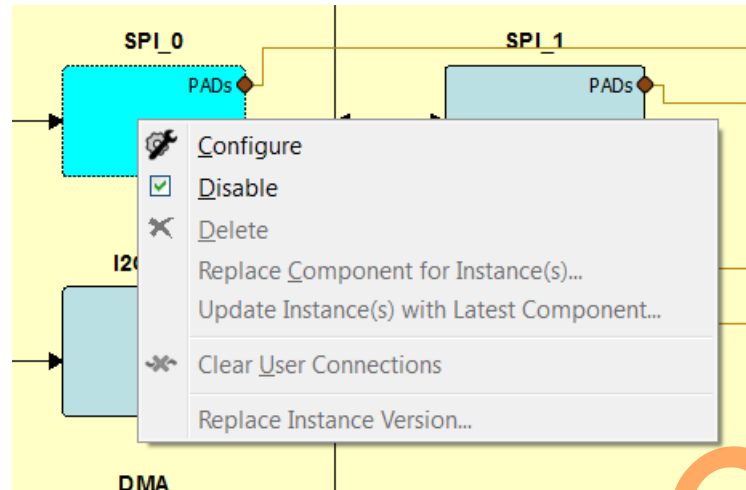 SPI_0
SPI_1
PADs
PADs
Configure
Disable
Delete
Replace Component for Instance(s)...
Update Instance(s) with Latest Component...
Clear User Connections
Replace Instance Version...
DMA